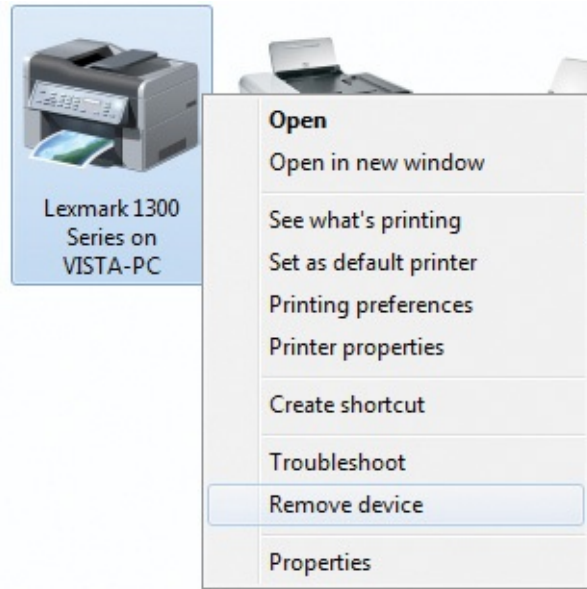 Lexmark 1300
Series on
VISTA-PC
Open
Open in new window
See what's printing
Set as default printer
Printing preferences
Printer properties
Create shortcut
Troubleshoot
Remove device
Properties